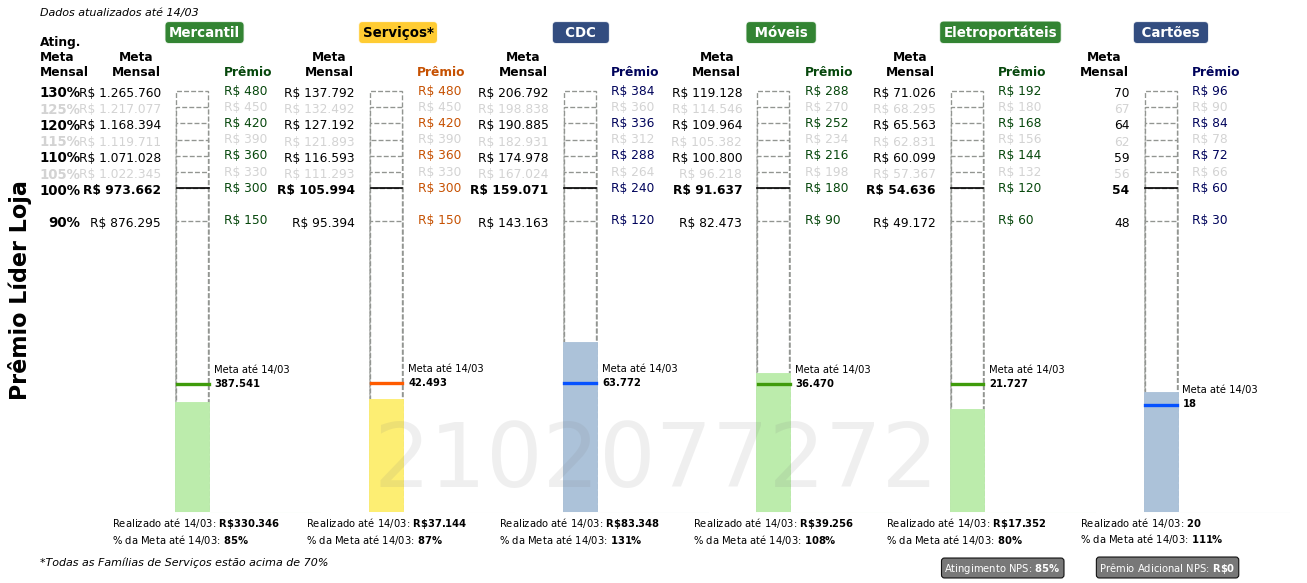 Dados atualizados até 14/03
Mercantil Serviços* CDC Móveis Eletroportáteis Cartões
Ating. Meta Mensal Meta Mensal Prêmio Meta Mensal Prêmio Meta Mensal Prêmio Meta Mensal Prêmio Meta Mensal Prêmio Meta Mensal Prêmio
130% R$ 1.265.760 R$ 480 R$ 137.792 R$ 480 R$ 206.792 R$ 384 R$ 119.128 R$ 288 R$ 71.026 R$ 192 70 R$ 96
125% R$ 1.217.077 R$ 450 R$ 132.492 R$ 450 R$ 198.838 R$ 360 R$ 114.546 R$ 270 R$ 68.295 R$ 180 67 R$ 90
120% R$ 1.168.394 R$ 420 R$ 127.192 R$ 420 R$ 190.885 R$ 336 R$ 109.964 R$ 252 R$ 65.563 R$ 168 64 R$ 84
115% R$ 1.119.711 R$ 390 R$ 121.893 R$ 390 R$ 182.931 R$ 312 R$ 105.382 R$ 234 R$ 62.831 R$ 156 62 R$ 78
110% R$ 1.071.028 R$ 360 R$ 116.593 R$ 360 R$ 174.978 R$ 288 R$ 100.800 R$ 216 R$ 60.099 R$ 144 59 R$ 72
105% R$ 1.022.345 R$ 330 R$ 111.293 R$ 330 R$ 167.024 R$ 264 R$ 96.218 R$ 198 R$ 57.367 R$ 132 56 R$ 66
100% R$ 973.662 R$ 300 R$ 105.994 R$ 300 R$ 159.071 R$ 240 R$ 91.637 R$ 180 R$ 54.636 R$ 120 54 R$ 60
90% R$ 876.295 R$ 150 R$ 95.394 R$ 150 R$ 143.163 R$ 120 R$ 82.473 R$ 90 R$ 49.172 R$ 60 48 R$ 30
Prêmio Líder Loja
Meta até 14/03 Meta até 14/03 Meta até 14/03 Meta até 14/03 Meta até 14/03 Meta até 14/03
387.541 42.493 63.772 36.470 21.727 18
2102077272
Realizado até 14/03: R$330.346 Realizado até 14/03: R$37.144 Realizado até 14/03: R$83.348 Realizado até 14/03: R$39.256 Realizado até 14/03: R$17.352 Realizado até 14/03: 20
% da Meta até 14/03: 85% % da Meta até 14/03: 87% % da Meta até 14/03: 131% % da Meta até 14/03: 108% % da Meta até 14/03: 80% % da Meta até 14/03: 111%
*Todas as Famílias de Serviços estão acima de 70% Atingimento NPS: 85% Prêmio Adicional NPS: R$0